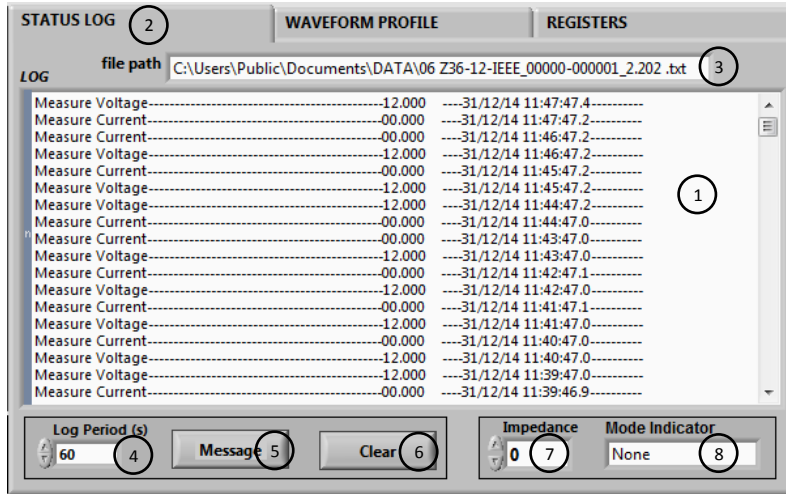 STATUS LOG 2 WAVEFORM PROFILE REGISTERS
file path C:\Users\Public\Documents\DATA\06 Z36-12-IEEE_00000-000001_2.202 .txt 3
LOG
Measure Voltage---------------------------------------------12.000 ----31/12/14 11:47:47.4----------
Measure Current--------------------------------------------00.000 ----31/12/14 11:47:47.2----------
Measure Current--------------------------------------------00.000 ----31/12/14 11:46:47.2----------
Measure Voltage---------------------------------------------12.000 ----31/12/14 11:46:47.2----------
Measure Current--------------------------------------------00.000 ----31/12/14 11:45:47.2----------
Measure Voltage---------------------------------------------12.000 ----31/12/14 11:45:47.2----------
Measure Voltage---------------------------------------------12.000 ----31/12/14 11:44:47.2----------
Measure Current--------------------------------------------00.000 ----31/12/14 11:44:47.0----------
Measure Current--------------------------------------------00.000 ----31/12/14 11:43:47.0----------
Measure Voltage---------------------------------------------12.000 ----31/12/14 11:43:47.0----------
Measure Current--------------------------------------------00.000 ----31/12/14 11:42:47.1----------
Measure Voltage---------------------------------------------12.000 ----31/12/14 11:42:47.0----------
Measure Current--------------------------------------------00.000 ----31/12/14 11:41:47.1----------
Measure Voltage---------------------------------------------12.000 ----31/12/14 11:41:47.0----------
Measure Current--------------------------------------------00.000 ----31/12/14 11:40:47.0----------
Measure Voltage---------------------------------------------12.000 ----31/12/14 11:40:47.0----------
Measure Voltage---------------------------------------------12.000 ----31/12/14 11:39:47.0----------
Measure Current--------------------------------------------00.000 ----31/12/14 11:39:46.9----------
1
n
Log Period (s) Impedance Mode Indicator
60 4 Message 5 Clear 6 0 7 None 8